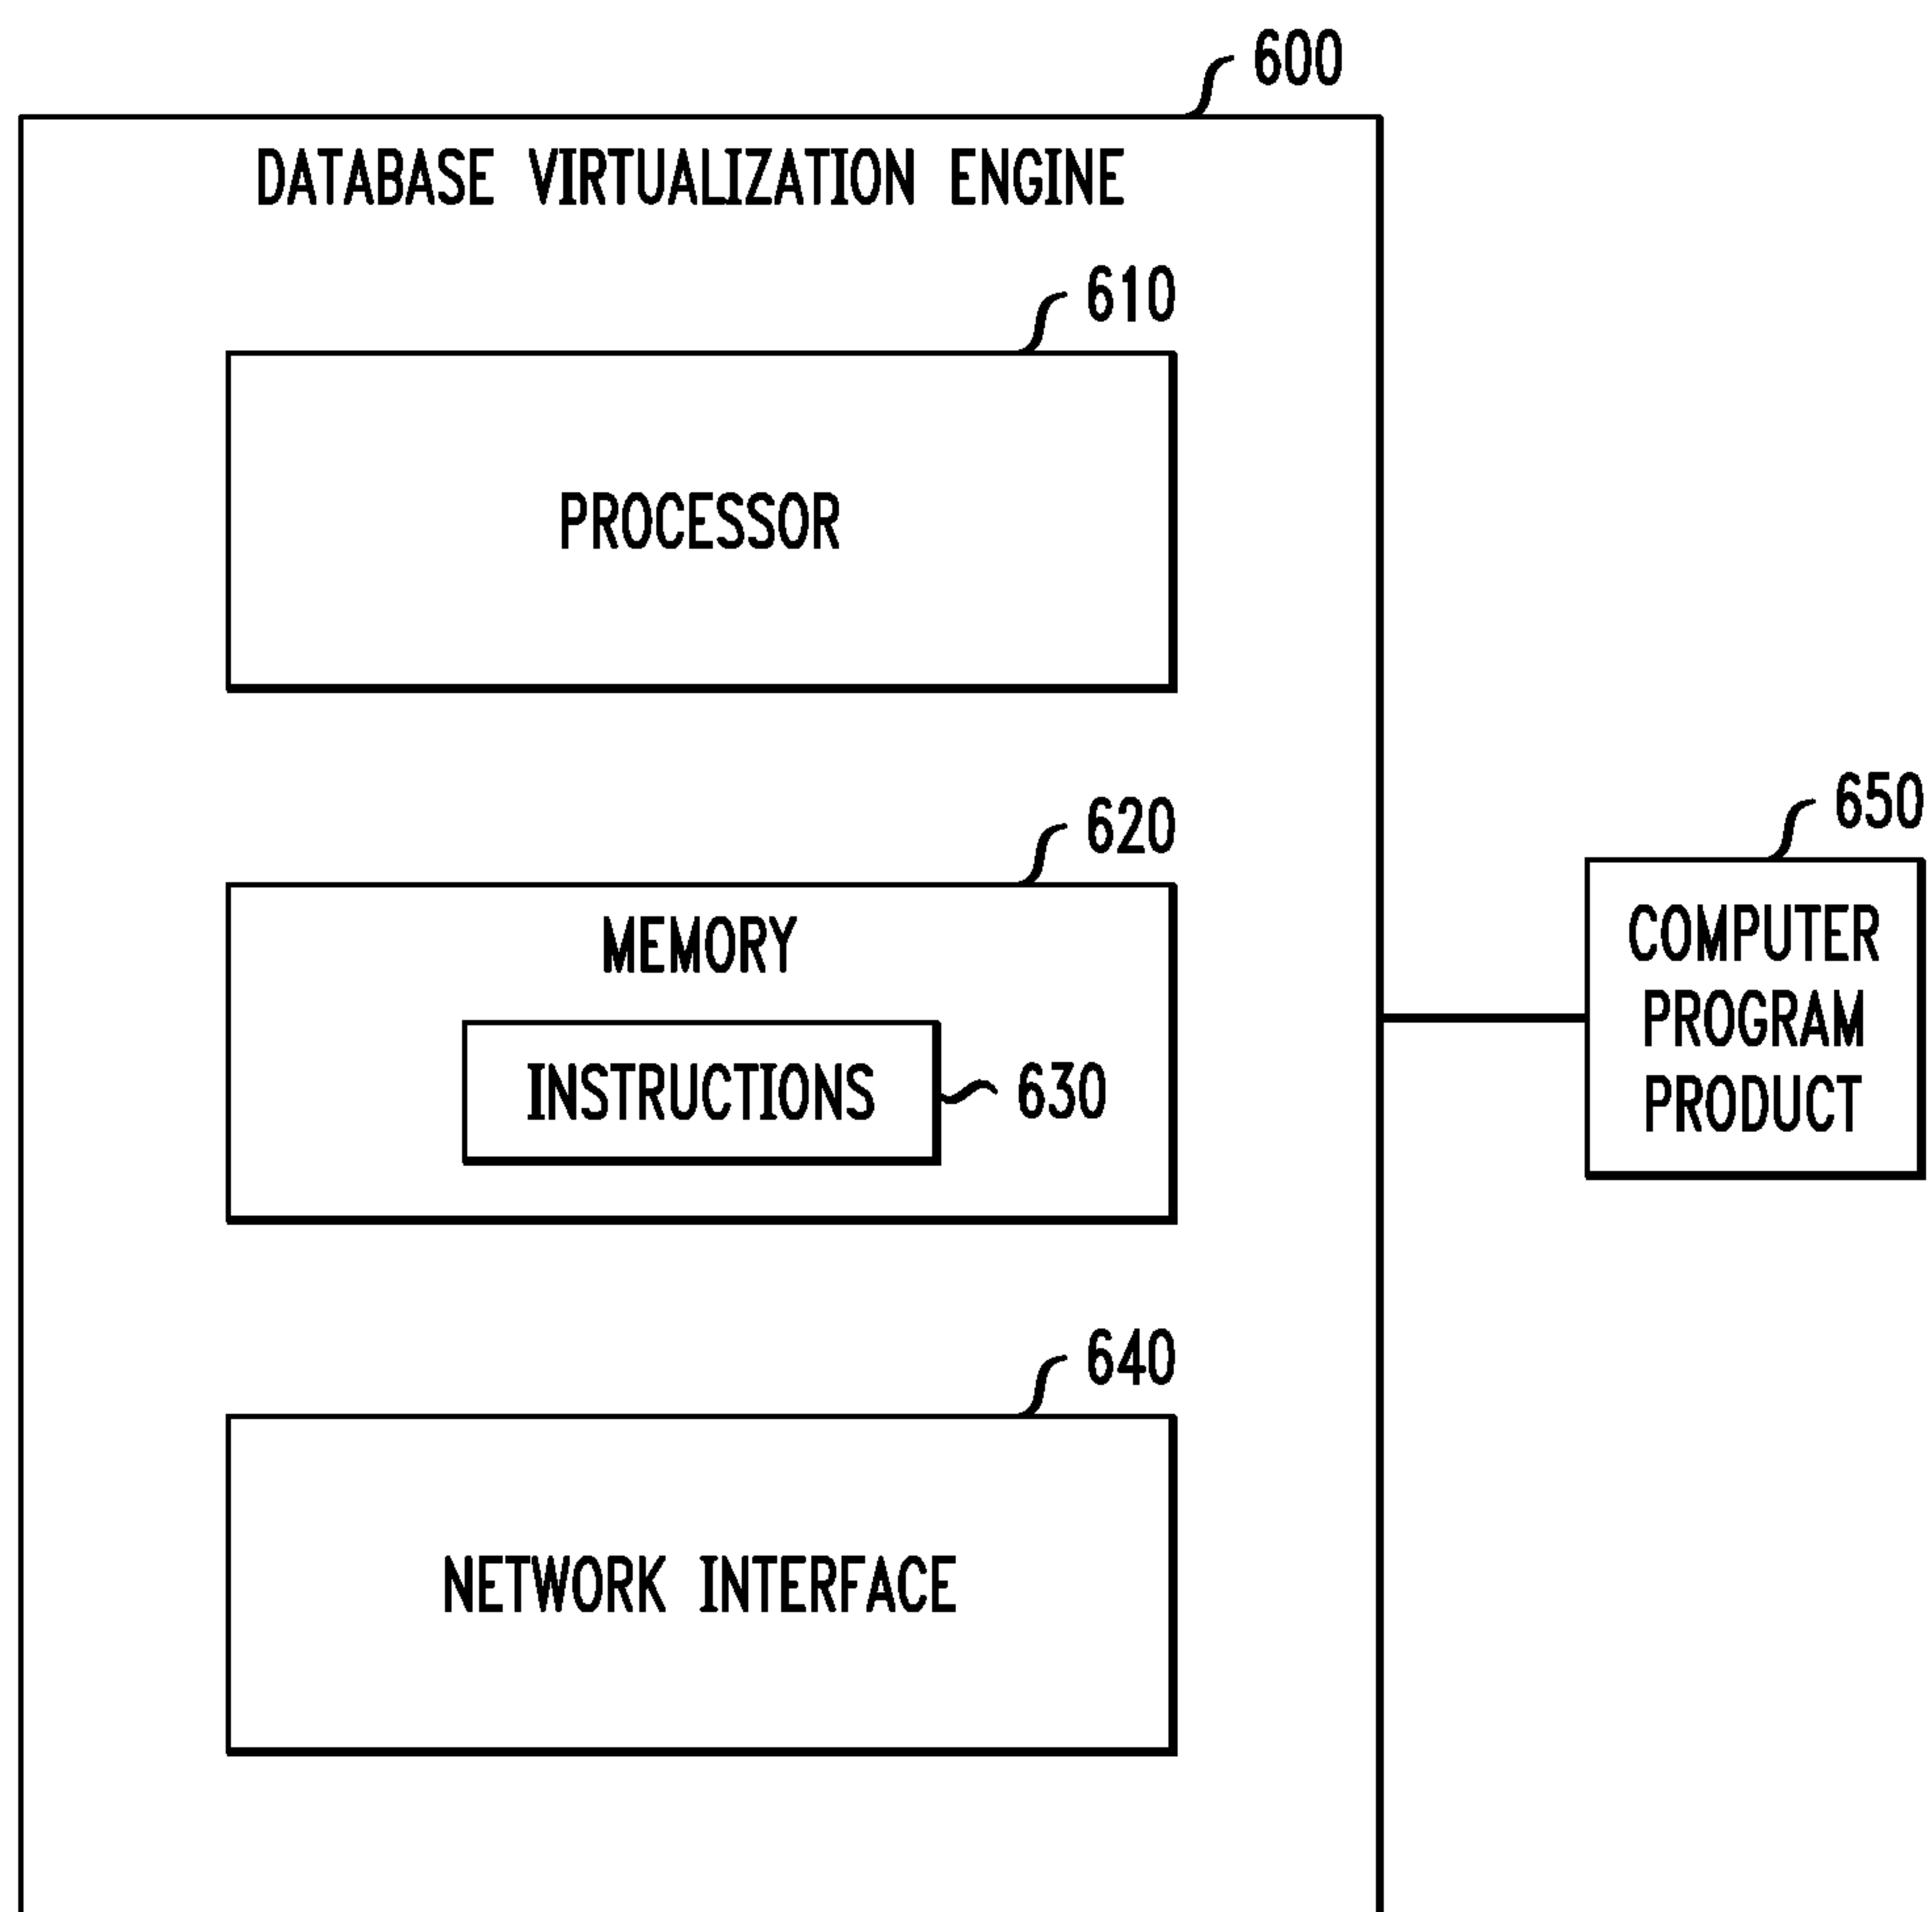 600
DATABASE VIRTUALIZATION ENGINE
610
PROCESSOR
620
MEMORY
INSTRUCTIONS
630
640
NETWORK INTERFACE
650
COMPUTER
PROGRAM
PRODUCT